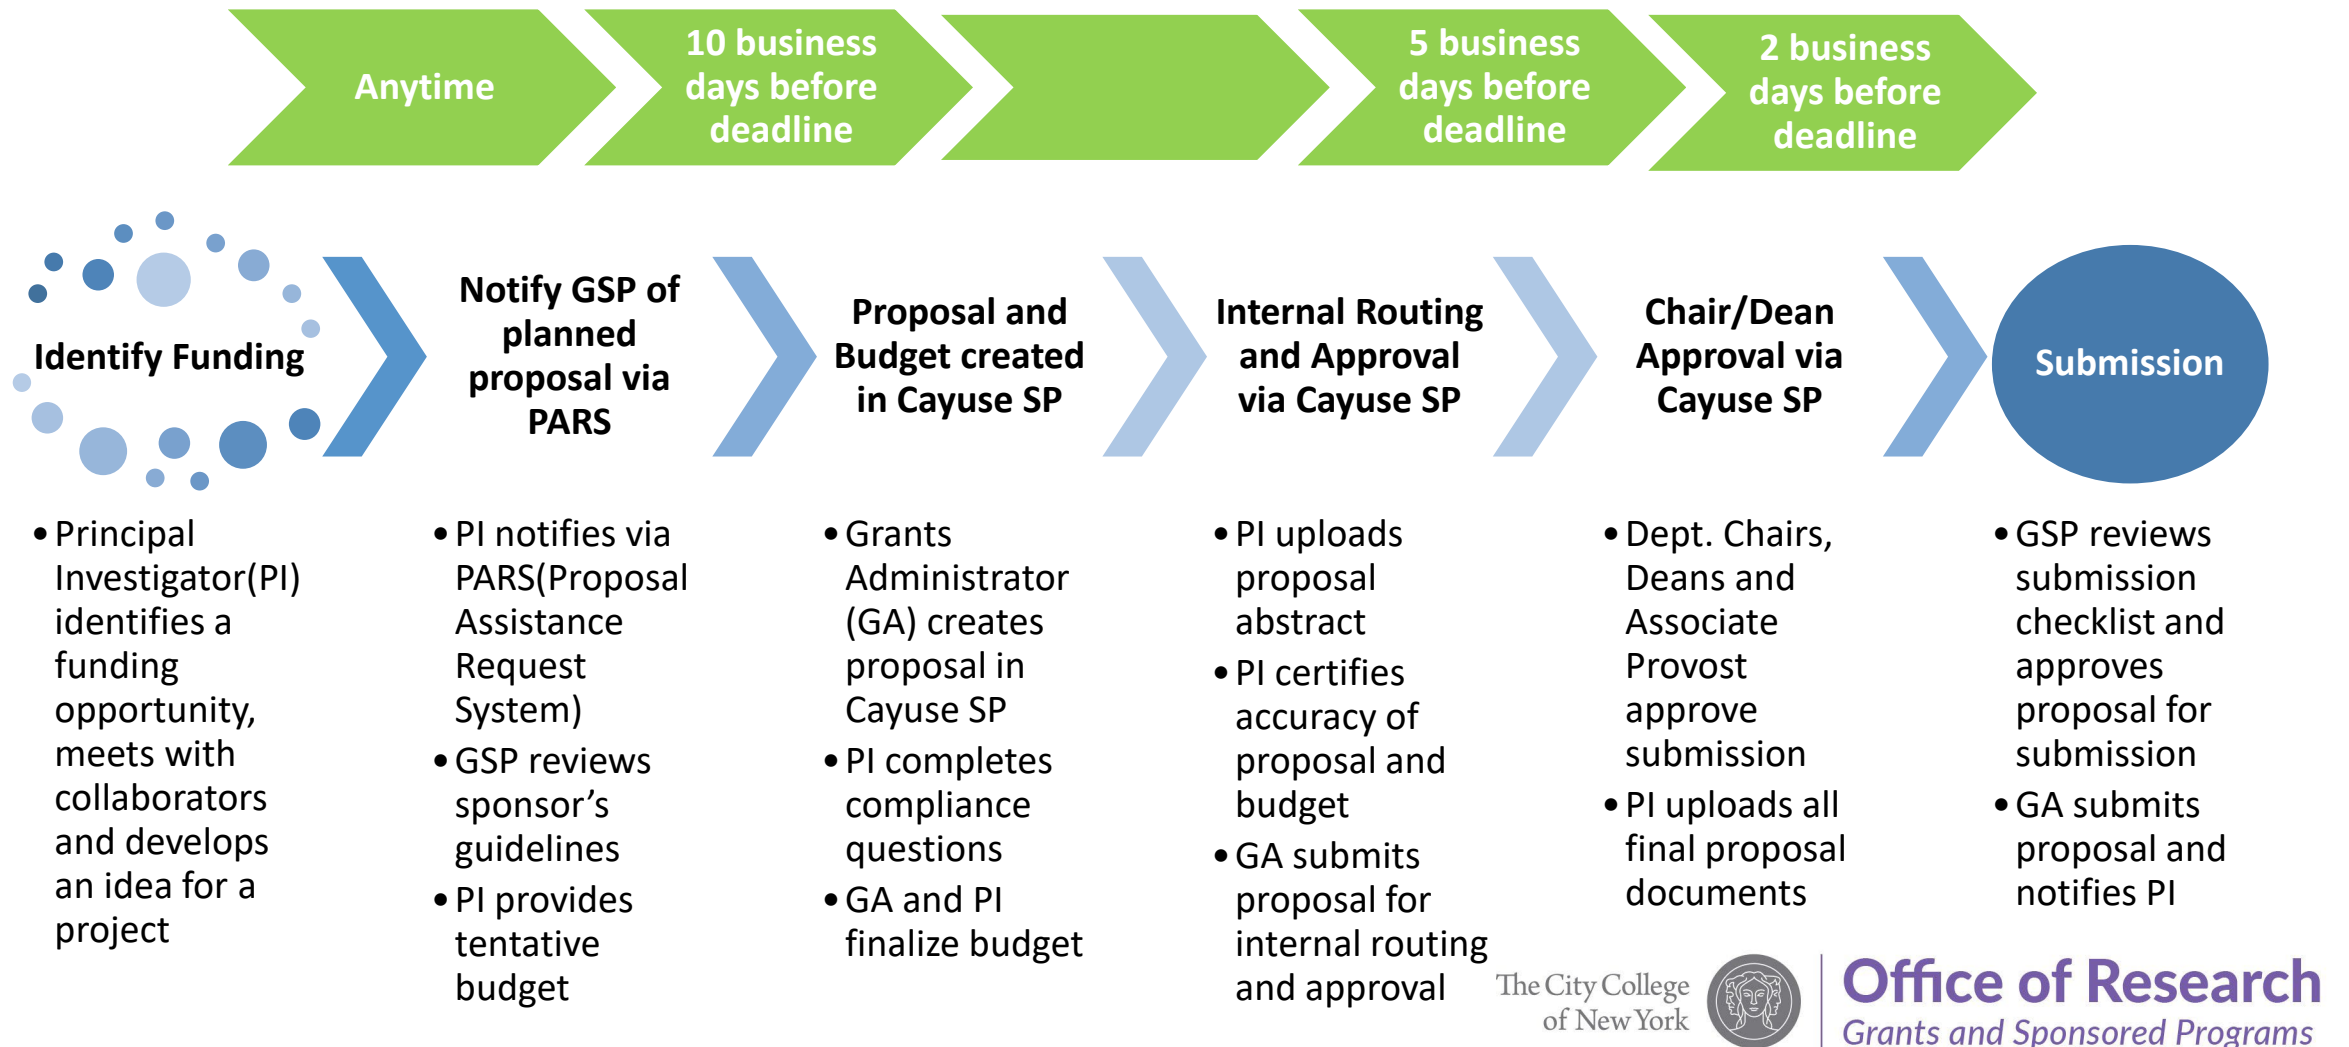 Anytime
10 business
days before
deadline
5 business
days before
deadline
2 business
days before
deadline
Identify Funding
Notify GSP of
planned
proposal via
PARS
Proposal and
Budget created
in Cayuse SP
Internal Routing
and Approval
via Cayuse SP
Chair/Dean
Approval via
Cayuse SP
Submission
•Principal
Investigator(PI)
identifies a
funding
opportunity,
meets with
collaborators
and develops
an idea for a
project
•PI notifies via
PARS(Proposal
Assistance
Request
System)
•GSP reviews
sponsor’s
guidelines
•PI provides
tentative
budget
•Grants
Administrator
(GA) creates
proposal in
Cayuse SP
•PI completes
compliance
questions
•GA and PI
finalize budget
•PI uploads
proposal
abstract
•PI certifies
accuracy of
proposal and
budget
•GA submits
proposal for
internal routing
and approval
•Dept. Chairs,
Deans and
Associate
Provost
approve
submission
•PI uploads all
final proposal
documents
•GSP reviews
submission
checklist and
approves
proposal for
submission
•GA submits
proposal and
notifies PI
The City College
of New York
Office of Research
Grants and Sponsored Programs